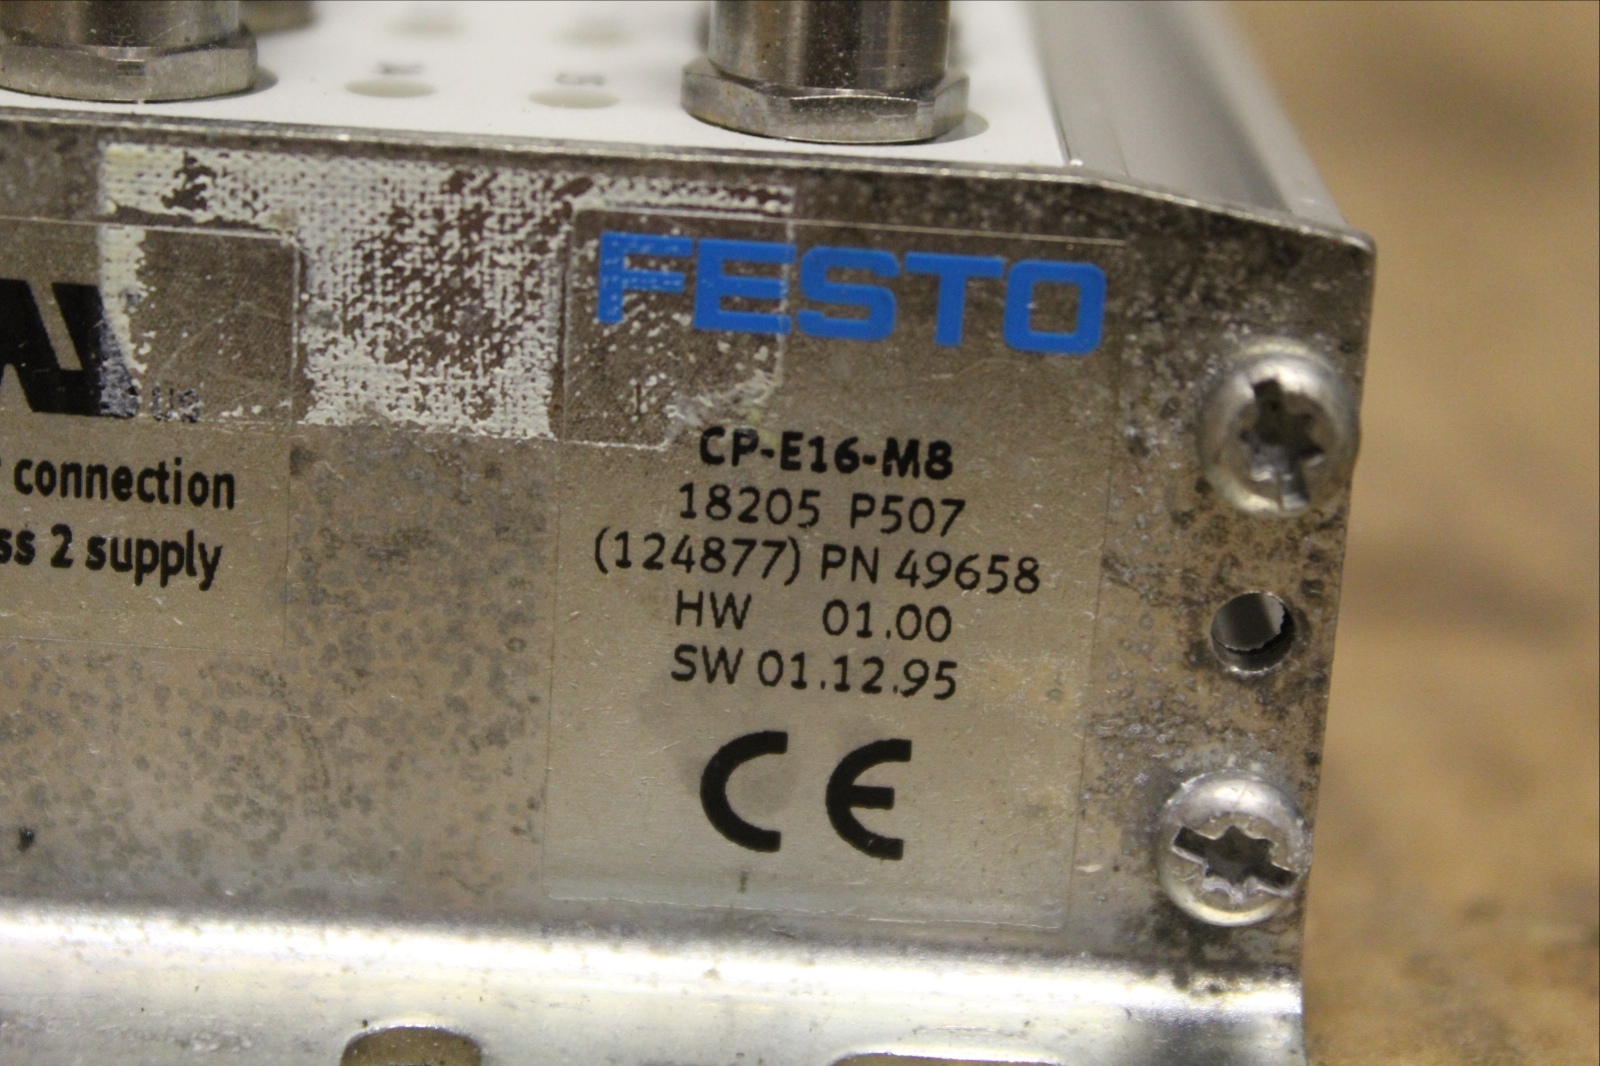 FESTO
CP-E16-M8
18205 P507
(124877) PN 49658
HW 01.00
SW 01.12.95
CE
US
connection
2 supply